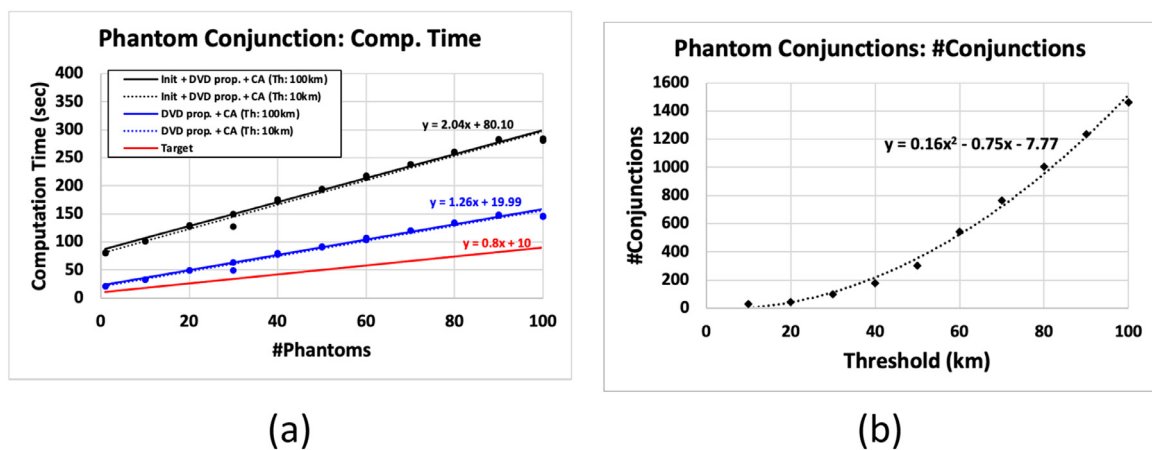 Phantom Conjunction: Comp. Time
400
350
300
250
200
150
100
50
0
Computation Time (sec)
Init + DVD prop. + CA (Th: 100km)
Init + DVD prop. + CA (Th: 10km)
DVD prop. + CA (Th: 100km)
DVD prop. + CA (Th: 10km)
Target
y = 2.04x + 80.10
y = 1.26x + 19.99
y = 0.8x + 10
0 20 40 60 80 100
#Phantoms
(a)
Phantom Conjunctions: #Conjunctions
1600
1400
1200
1000
800
600
400
200
0
#Conjunctions
y = 0.16x² - 0.75x - 7.77
0 20 40 60 80 100
Threshold (km)
(b)